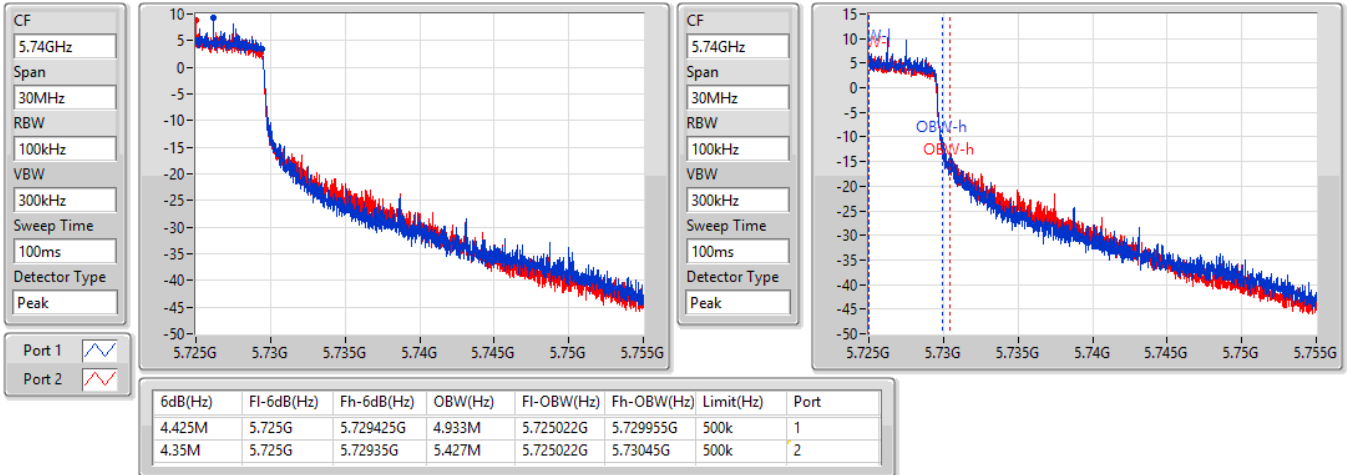 CF
5.74GHz
Span
30MHz
RBW
100kHz
VBW
300kHz
Sweep Time
100ms
Detector Type
Peak
Port 1
Port 2
10
5
0
-5
-10
-15
-20
-25
-30
-35
-40
-45
-50
5.725G 5.73G 5.735G 5.74G 5.745G 5.75G 5.755G
CF
5.74GHz
Span
30MHz
RBW
100kHz
VBW
300kHz
Sweep Time
100ms
Detector Type
Peak
15
10
5
0
-5
-10
-15
-20
-25
-30
-35
-40
-45
-50
W-l
W-l
OBW-h
OBW-h
5.725G 5.73G 5.735G 5.74G 5.745G 5.75G 5.755G
6dB(Hz) Fl-6dB(Hz) Fh-6dB(Hz) OBW(Hz) Fl-OBW(Hz) Fh-OBW(Hz) Limit(Hz) Port
4.425M 5.725G 5.729425G 4.933M 5.725022G 5.729955G 500k 1
4.35M 5.725G 5.72935G 5.427M 5.725022G 5.73045G 500k 2